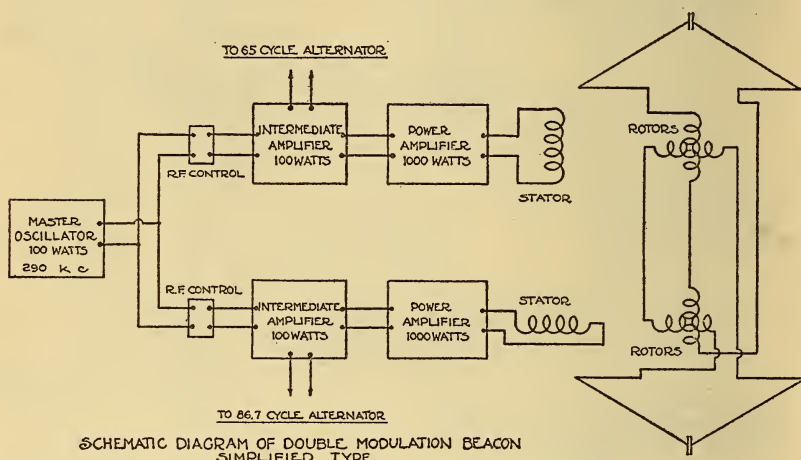 TO 65 CYCLE ALTERNATOR
INTERMEDIATE
AMPLIFIER
100 WATTS
POWER
AMPLIFIER
1000 WATTS
R.F. CONTROL
STATOR
ROTORS
MASTER
OSCILLATOR
100 WATTS
290 K C
R.F. CONTROL
INTERMEDIATE
AMPLIFIER
100 WATTS
POWER
AMPLIFIER
1000 WATTS
STATOR
ROTORS
TO 86.7 CYCLE ALTERNATOR
SCHEMATIC DIAGRAM OF DOUBLE MODULATION BEACON
SIMPLIFIED TYPE